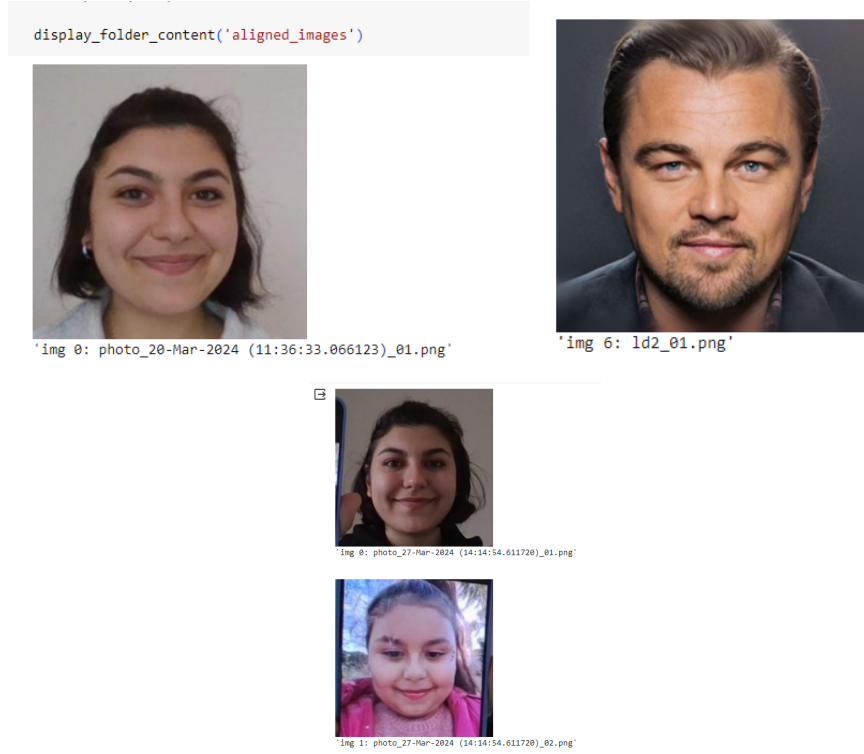 display_folder_content('aligned_images')
'img 0: photo_20-Mar-2024 (11:36:33.066123)_01.png'
'img 6: ld2_01.png'
'img 0: photo_27-Mar-2024 (14:14:54.611720)_01.png'
'img 1: photo_27-Mar-2024 (14:14:54.611720)_02.png'